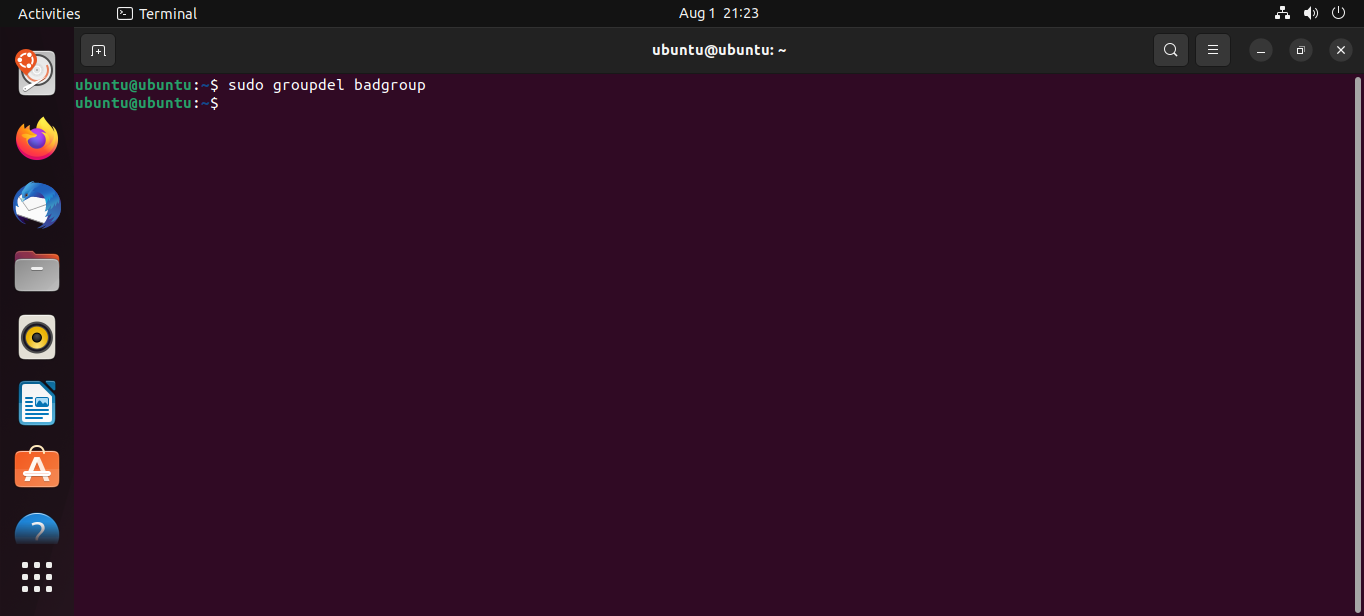 Activities
Terminal
Aug 1 21:23
ubuntu@ubuntu: ~
ubuntu@ubuntu:~$ sudo groupdel badgroup
ubuntu@ubuntu:~$
?